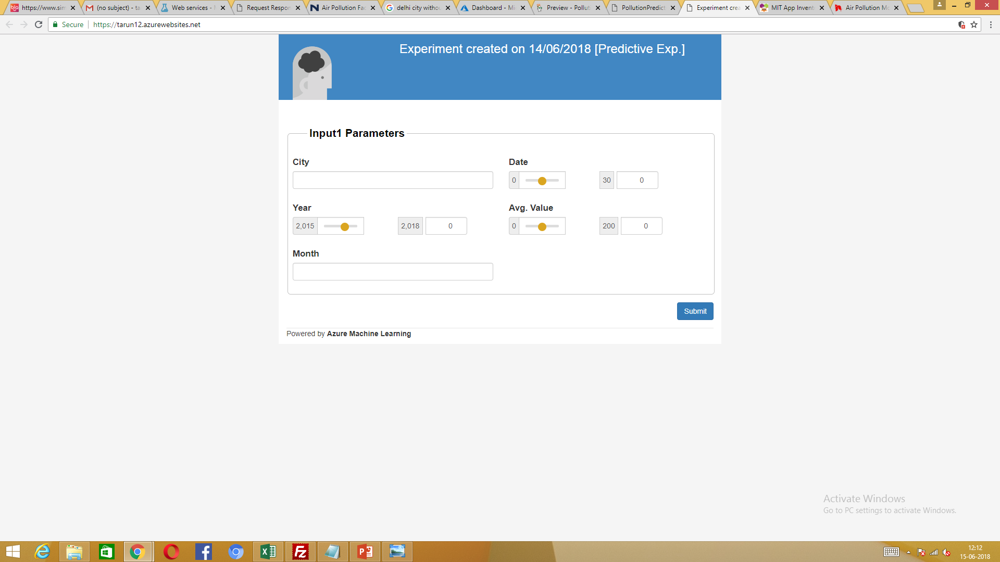 https://www.sim
(no subject) - ta
Web services -
Request Respon
Air Pollution Fac
delhi city withou
Dashboard - Mi
Preview - Pollut
PollutionPredict
Experiment crea
MIT App Invent
Air Pollution Mo
Secure https://tarun12.azurewebsites.net
Experiment created on 14/06/2018 [Predictive Exp.]
Input1 Parameters
City Date
0 30 0
Year Avg. Value
2,015 2,018 0 0 200 0
Month
Submit
Powered by Azure Machine Learning
Activate Windows
Go to PC settings to activate Windows.
12:12
15-06-2018